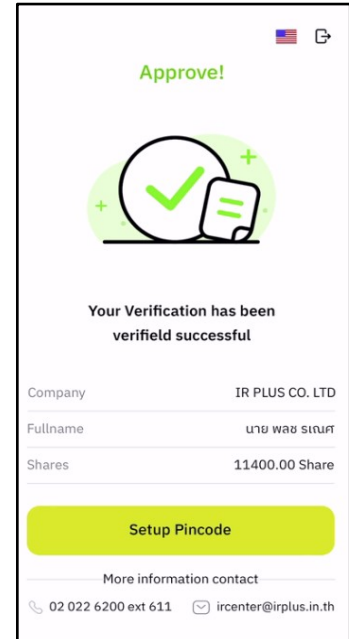 Approve!
Your Verification has been
verifield successful
Company IR PLUS CO. LTD
Fullname นาย พลช ระเณศ
Shares 11400.00 Share
Setup Pincode
More information contact
02 022 6200 ext 611 ircenter@irplus.in.th